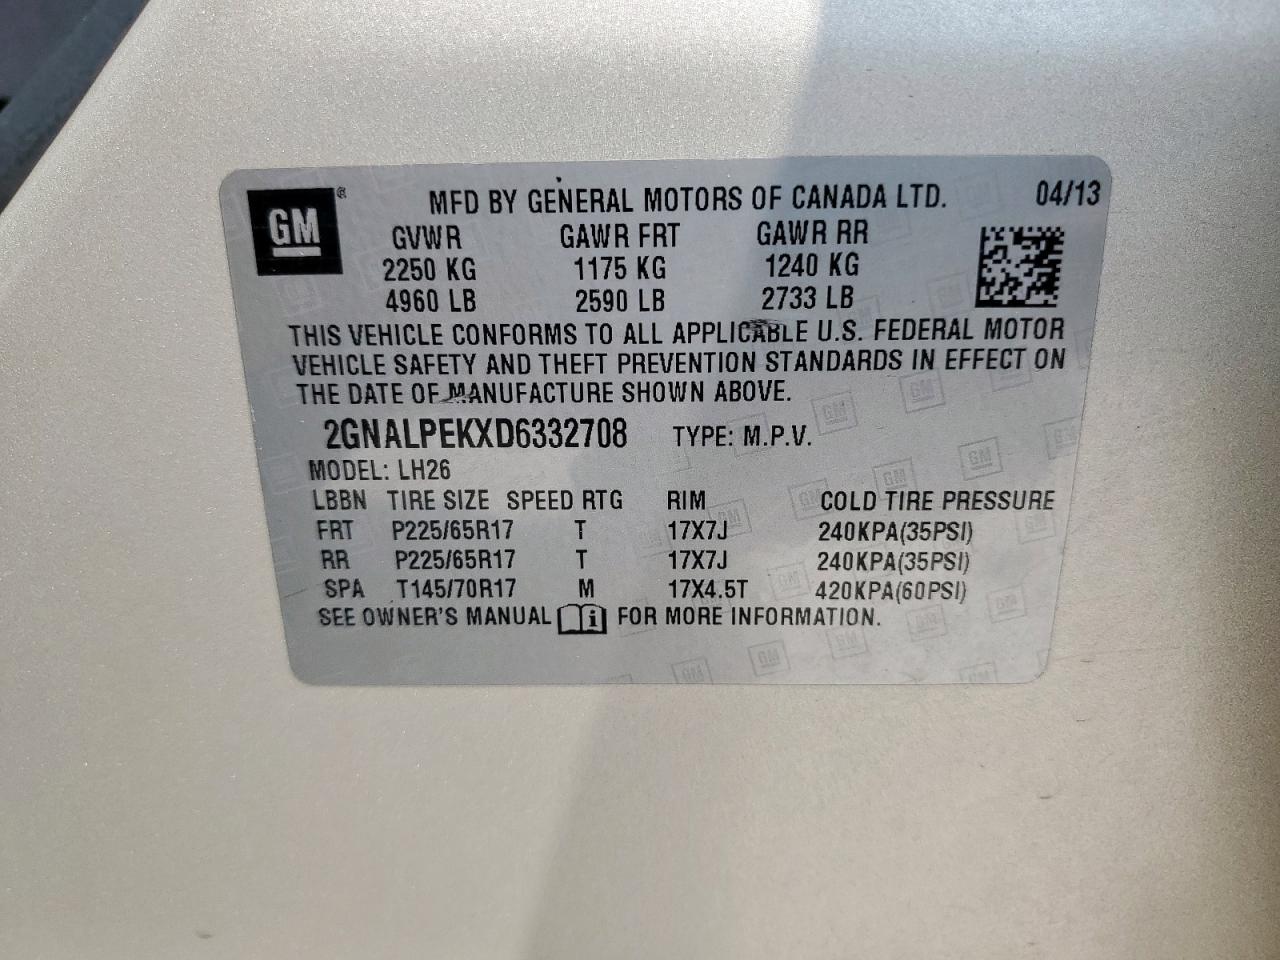 GM ® MFD BY GENERAL MOTORS OF CANADA LTD. 04/13
GVWR GAWR FRT GAWR RR
2250 KG 1175 KG 1240 KG
4960 LB 2590 LB 2733 LB
THIS VEHICLE CONFORMS TO ALL APPLICABLE U.S. FEDERAL MOTOR
VEHICLE SAFETY AND THEFT PREVENTION STANDARDS IN EFFECT ON
THE DATE OF MANUFACTURE SHOWN ABOVE.
2GNALPEKXD6332708 TYPE: M.P.V.
MODEL: LH26
LBBN TIRE SIZE SPEED RTG RIM COLD TIRE PRESSURE
FRT P225/65R17 T 17X7J 240KPA(35PSI)
RR P225/65R17 T 17X7J 240KPA(35PSI)
SPA T145/70R17 M 17X4.5T 420KPA(60PSI)
SEE OWNER'S MANUAL i FOR MORE INFORMATION.